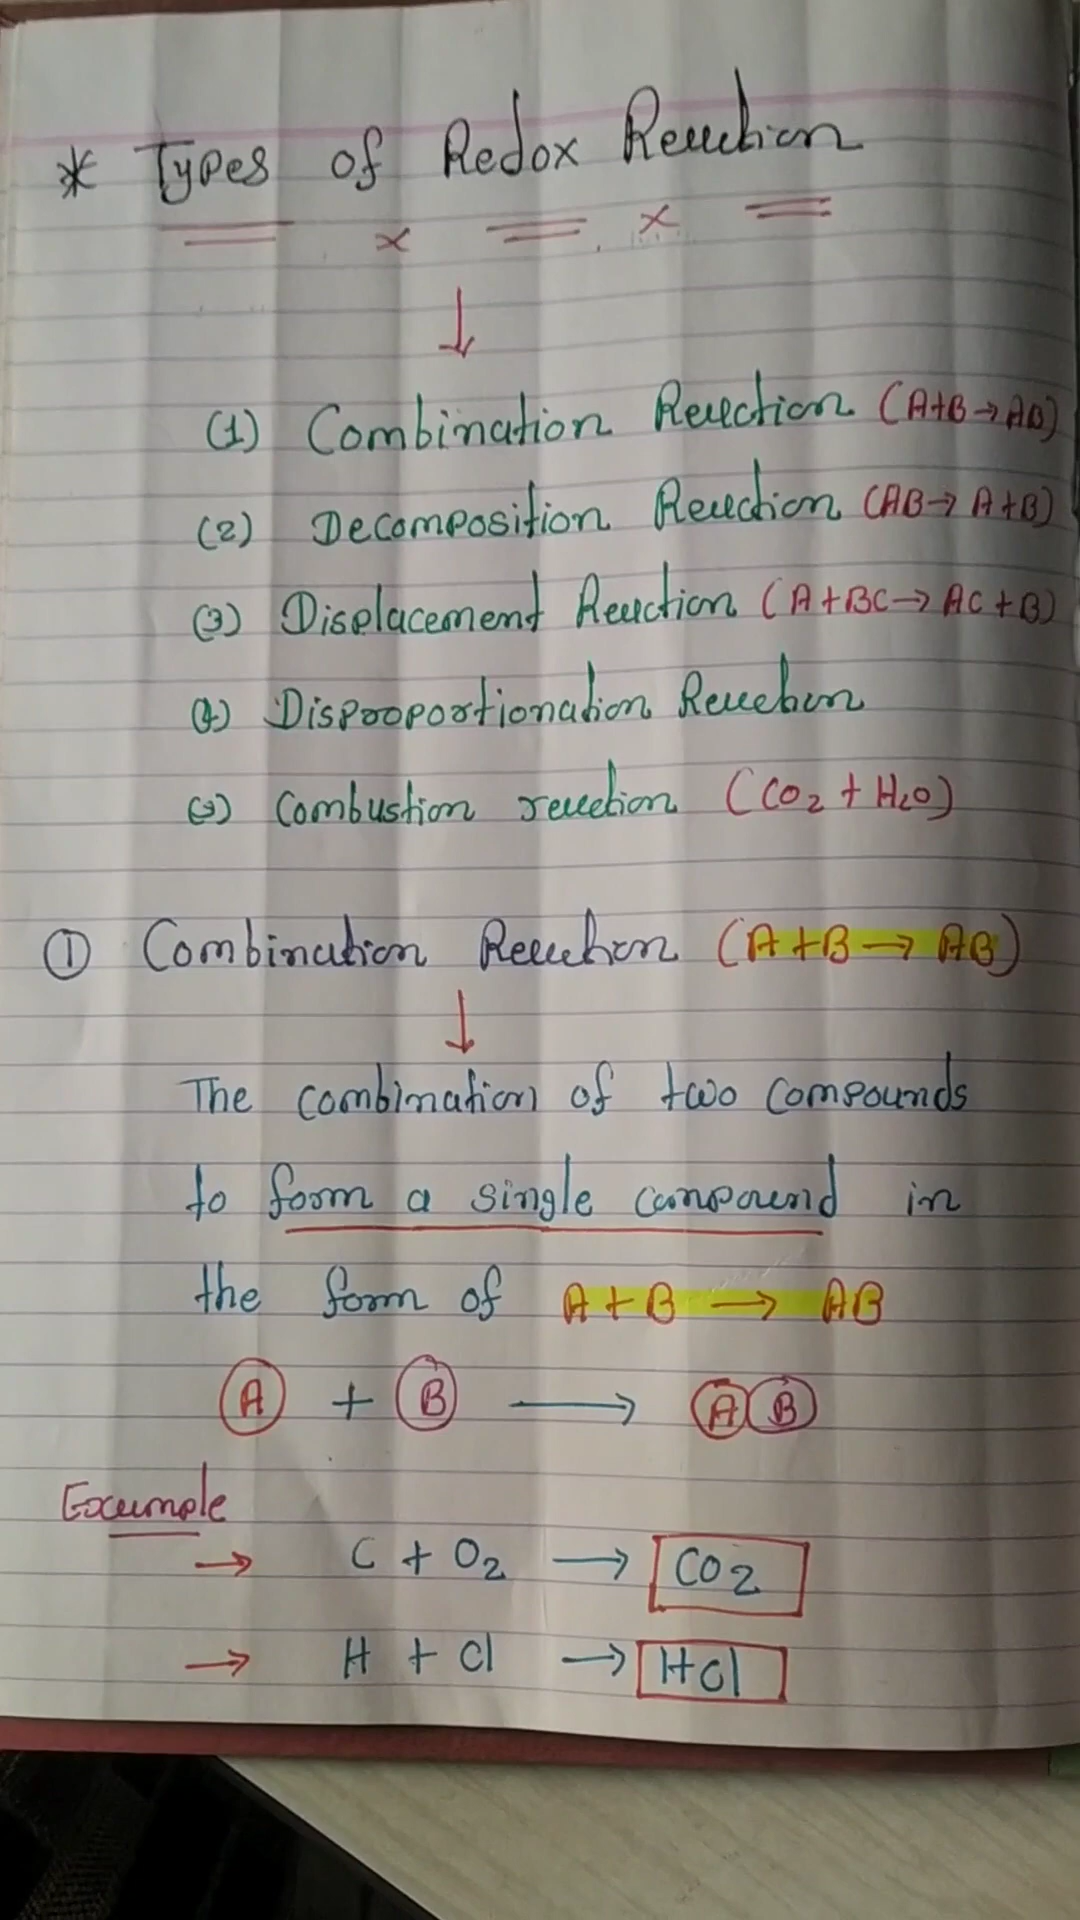 * Types of Redox Reaction
(1) Combination Reaction (A+B→AB)
(2) Decomposition Reaction (AB→ A+B)
(3) Displacement Reaction (A+BC→ AC+B)
(4) Disproportionation Reaction
(5) Combustion reaction (CO2 + H2O)
① Combination Reaction (A+B → AB)
The combination of two compounds
to form a single compound in
the form of A+B → AB
A + B → A B
Example
→ C + O2 → CO2
→ H + Cl → HCl